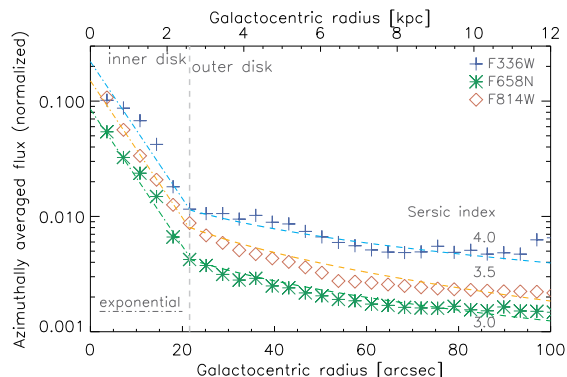 Galactocentric radius [kpc]
0 2 4 6 8 10 12
inner disk
outer disk
F336W
F658N
F814W
Azimuthally averaged flux (normalized)
0.100
0.010
0.001
Sersic index
4.0
3.5
3.0
exponential
0 20 40 60 80 100
Galactocentric radius [arcsec]